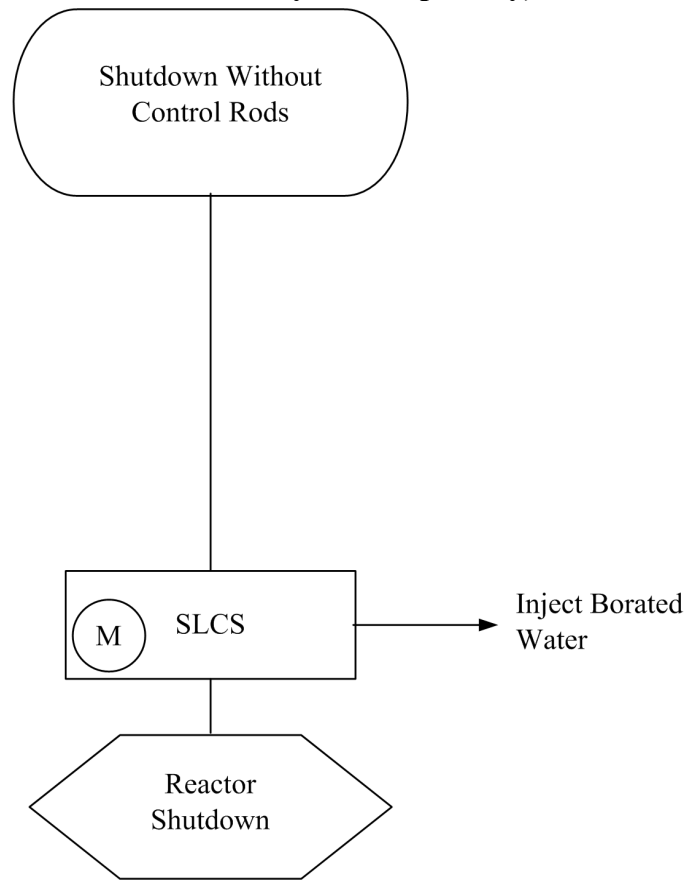 Shutdown Without
Control Rods
M
SLCS
Inject Borated
Water
Reactor
Shutdown